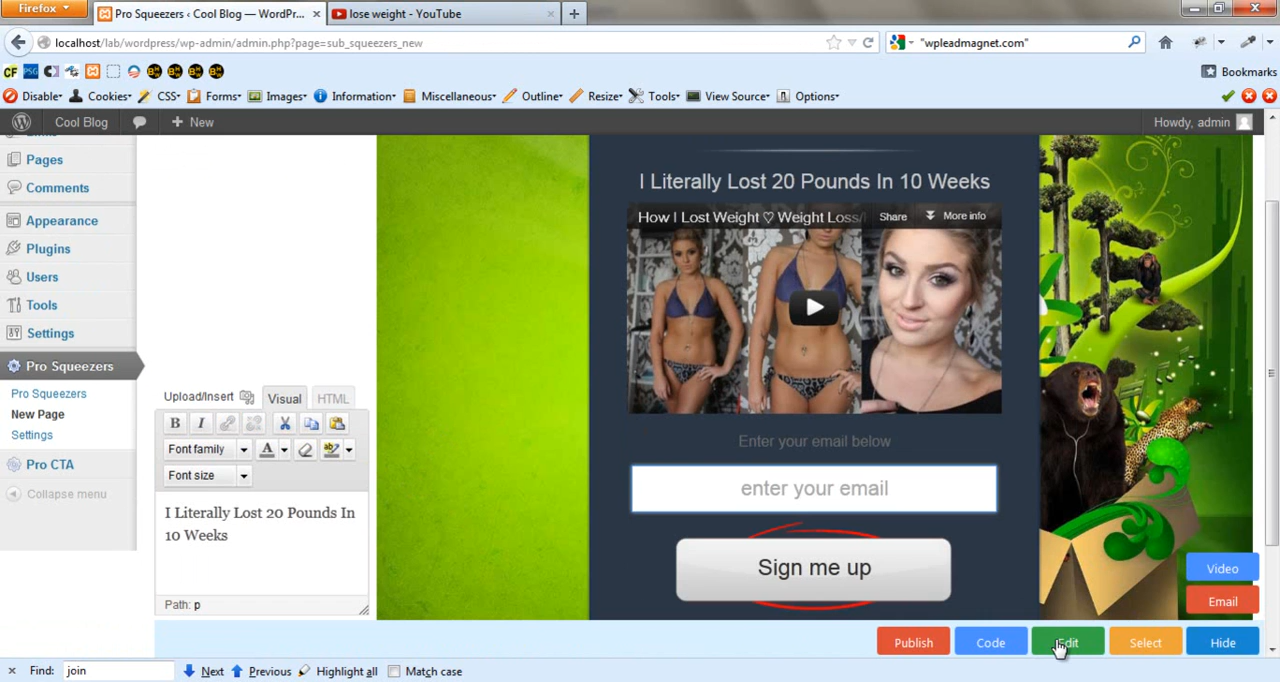 Firefox
Pro Squeezers ‹ Cool Blog — WordPr...
lose weight - YouTube
localhost/lab/wordpress/wp-admin/admin.php?page=sub_squeezers_new
"wpleadmagnet.com"
CF PSG
Bookmarks
Disable Cookies CSS Forms Images Information Miscellaneous Outline Resize Tools View Source Options
Cool Blog + New
Howdy, admin
Pages
Comments
Appearance
Plugins
Users
Tools
Settings
Pro Squeezers
Pro Squeezers
New Page
Settings
Pro CTA
Collapse menu
Upload/Insert Visual HTML
B I
Font family A
Font size
I Literally Lost 20 Pounds In
10 Weeks
Path: p
I Literally Lost 20 Pounds In 10 Weeks
How I Lost Weight ♡ Weight Loss/
Share More info
Enter your email below
enter your email
Sign me up
Video
Email
Publish Code Edit Select Hide
Find: join Next Previous Highlight all Match case